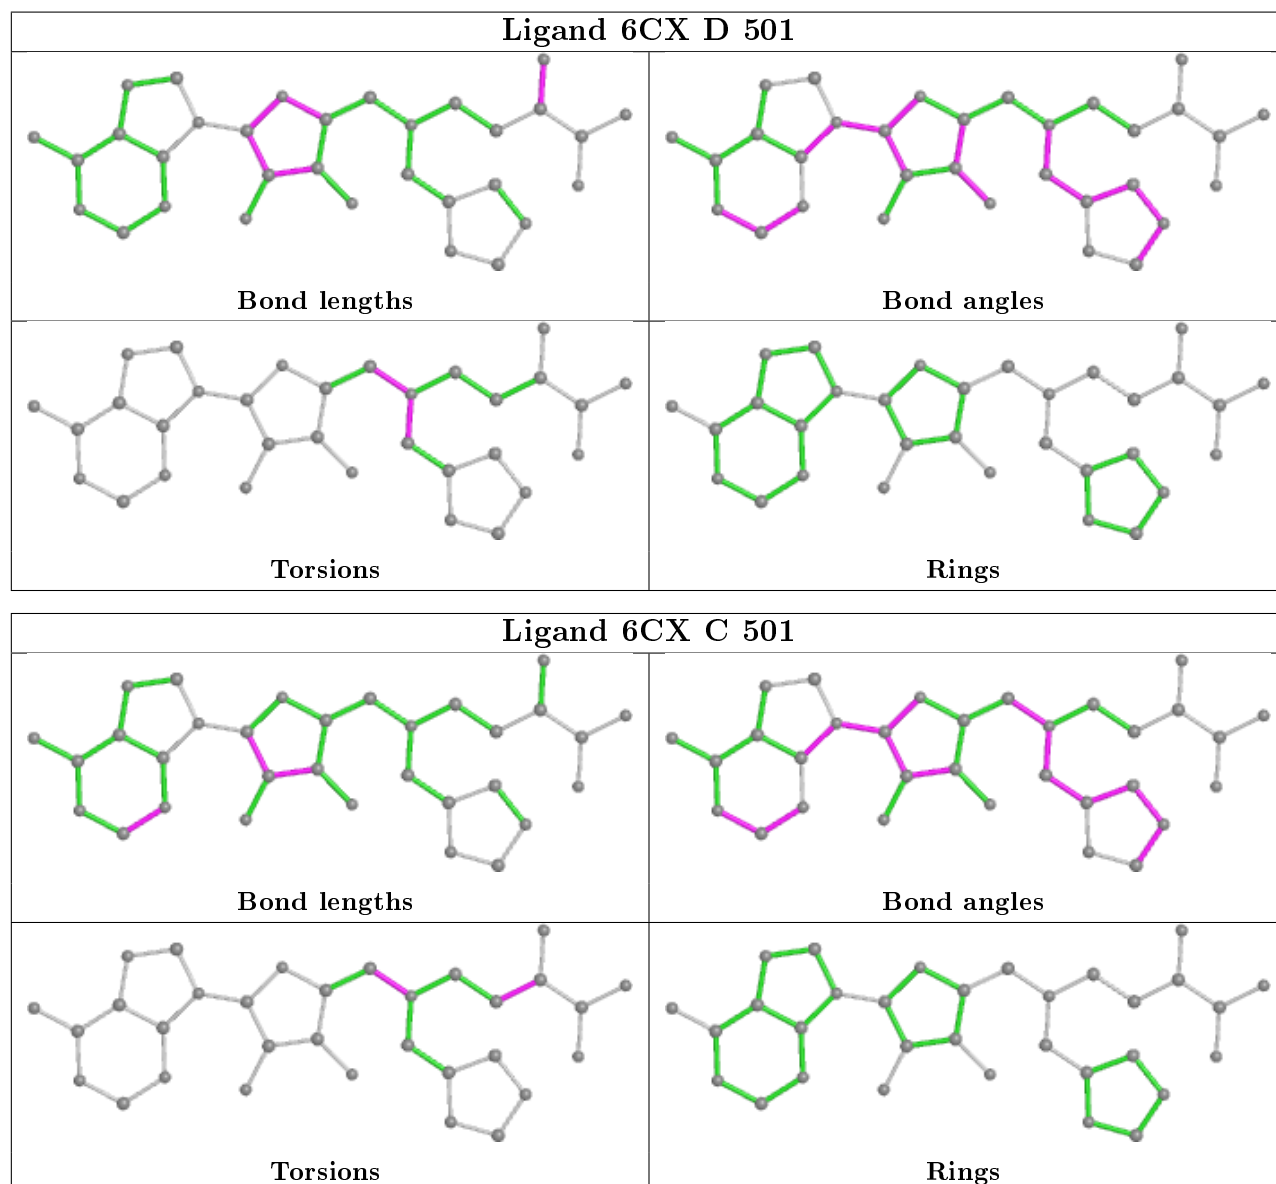 Ligand 6CX D 501
Bond lengths
Bond angles
Torsions
Rings
Ligand 6CX C 501
Bond lengths
Bond angles
Torsions
Rings